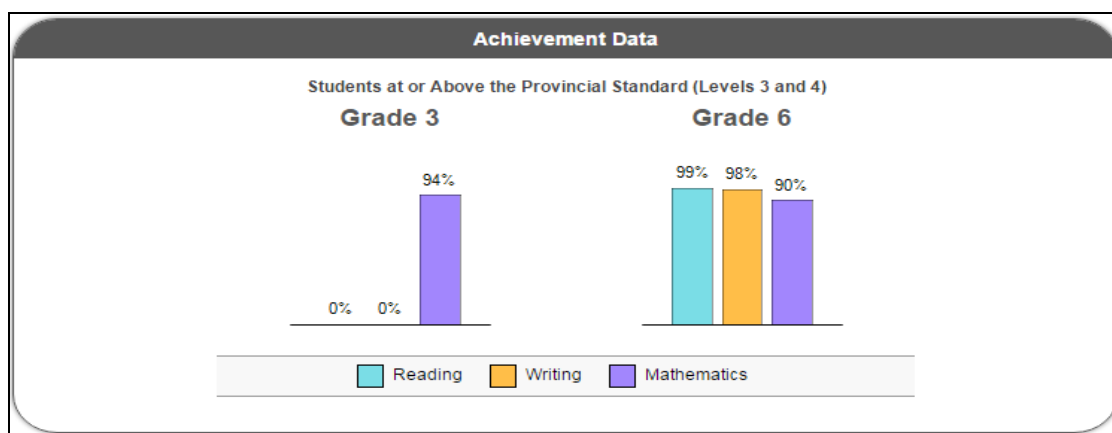 Achievement Data
Students at or Above the Provincial Standard (Levels 3 and 4)
Grade 3
Grade 6
94%
0%
0%
99%
98%
90%
Reading
Writing
Mathematics